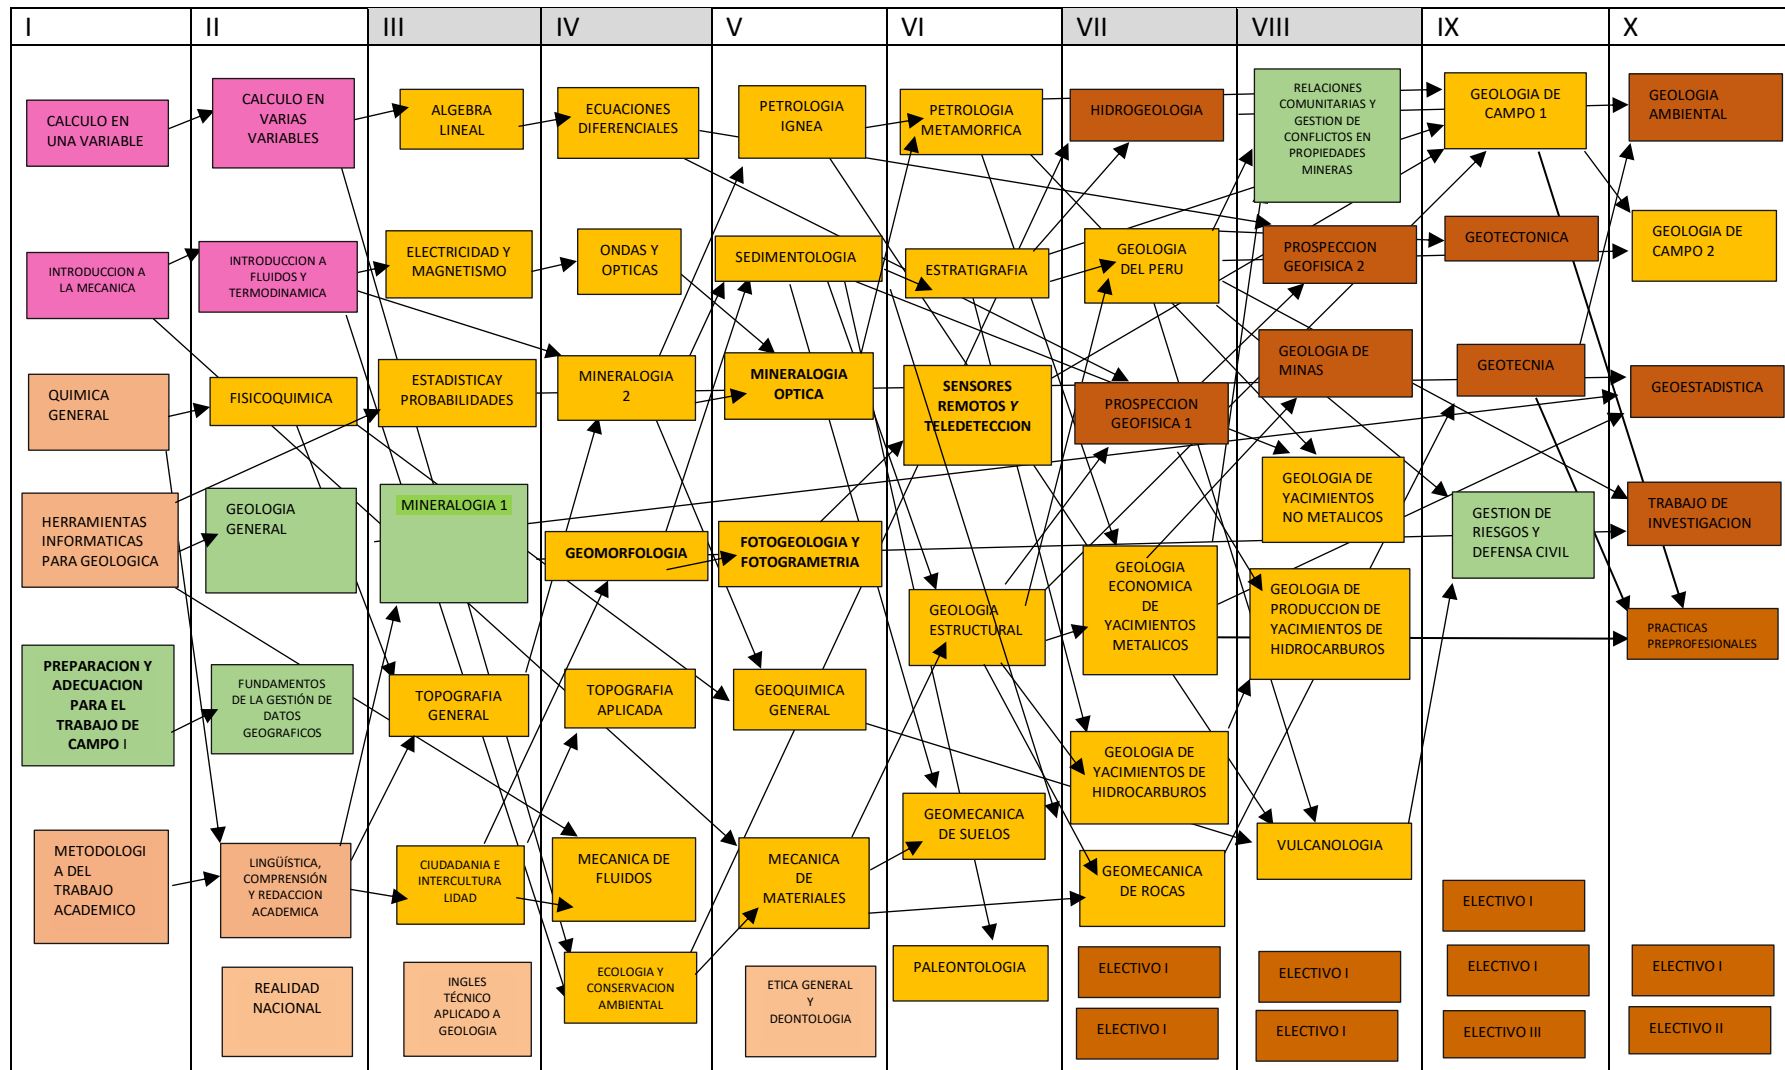 I
II
III
IV
V
VI
VII
VIII
IX
X
CALCULO EN
UNA VARIABLE
INTRODUCCION A
LA MECANICA
QUIMICA
GENERAL
HERRAMIENTAS
INFORMATICAS
PARA GEOLOGICA
PREPARACION Y
ADECUACION
PARA EL
TRABAJO DE
CAMPO I
METODOLOGI
A DEL
TRABAJO
ACADEMICO
CALCULO EN
VARIAS
VARIABLES
INTRODUCCION A
FLUIDOS Y
TERMODINAMICA
FISICOQUIMICA
GEOLOGIA
GENERAL
FUNDAMENTOS
DE LA GESTIÓN DE
DATOS
GEOGRAFICOS
LINGÜÍSTICA,
COMPRENSIÓN
Y REDACCION
ACADEMICA
REALIDAD
NACIONAL
ALGEBRA
LINEAL
ELECTRICIDAD Y
MAGNETISMO
ESTADISTICAY
PROBABILIDADES
MINERALOGIA 1
TOPOGRAFIA
GENERAL
CIUDADANIA E
INTERCULTURA
LIDAD
INGLES
TÉCNICO
APLICADO A
GEOLOGIA
ECUACIONES
DIFERENCIALES
ONDAS Y
OPTICAS
MINERALOGIA
2
GEOMORFOLOGIA
TOPOGRAFIA
APLICADA
MECANICA DE
FLUIDOS
ECOLOGIA Y
CONSERVACION
AMBIENTAL
PETROLOGIA
IGNEA
SEDIMENTOLOGIA
MINERALOGIA
OPTICA
FOTOGEOLOGIA Y
FOTOGRAMETRIA
GEOQUIMICA
GENERAL
MECANICA
DE
MATERIALES
ETICA GENERAL
Y
DEONTOLOGIA
PETROLOGIA
METAMORFICA
ESTRATIGRAFIA
SENSORES
REMOTOS Y
TELEDETECCION
GEOLOGIA
ESTRUCTURAL
GEOMECANICA
DE SUELOS
PALEONTOLOGIA
HIDROGEOLOGIA
GEOLOGIA
DEL PERU
PROSPECCION
GEOFISICA 1
GEOLOGIA
ECONOMICA
DE
YACIMIENTOS
METALICOS
GEOLOGIA DE
YACIMIENTOS DE
HIDROCARBUROS
GEOMECANICA
DE ROCAS
ELECTIVO I
ELECTIVO I
RELACIONES
COMUNITARIAS Y
GESTION DE
CONFLICTOS EN
PROPIEDADES
MINERAS
PROSPECCION
GEOFISICA 2
GEOLOGIA DE
MINAS
GEOLOGIA DE
YACIMIENTOS
NO METALICOS
GEOLOGIA DE
PRODUCCION DE
YACIMIENTOS DE
HIDROCARBUROS
VULCANOLOGIA
ELECTIVO I
ELECTIVO I
GEOLOGIA DE
CAMPO 1
GEOTECTONICA
GEOTECNIA
GESTION DE
RIESGOS Y
DEFENSA CIVIL
ELECTIVO I
ELECTIVO I
ELECTIVO III
GEOLOGIA
AMBIENTAL
GEOLOGIA DE
CAMPO 2
GEOESTADISTICA
TRABAJO DE
INVESTIGACION
PRACTICAS
PREPROFESIONALES
ELECTIVO I
ELECTIVO II